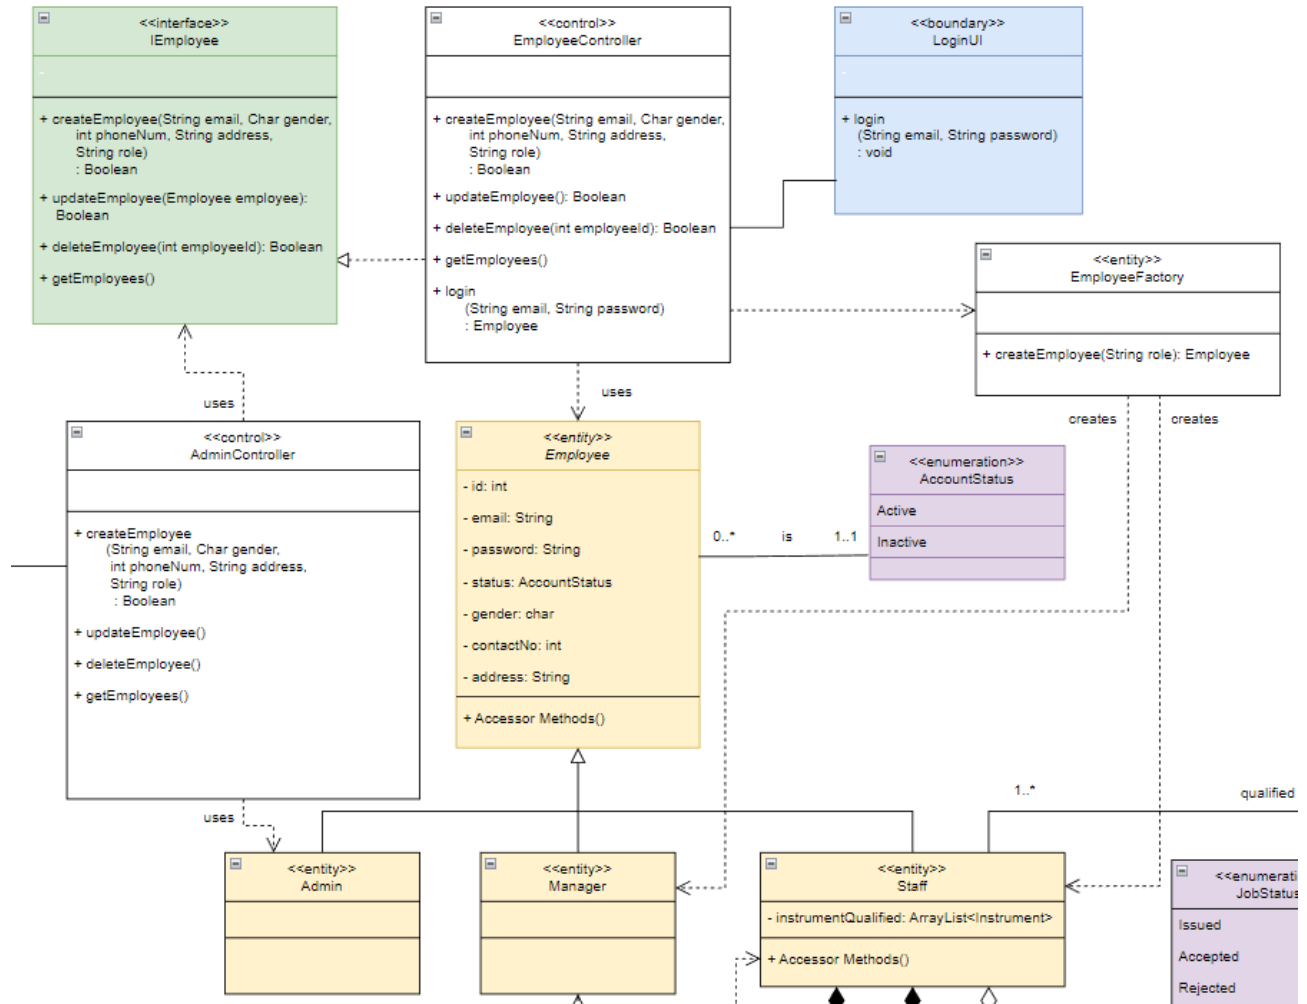 <<interface>>
IEmployee
-
+ createEmployee(String email, Char gender,
int phoneNum, String address,
String role)
: Boolean
+ updateEmployee(Employee employee):
Boolean
+ deleteEmployee(int employeeId): Boolean
+ getEmployees()
<<control>>
EmployeeController
+ createEmployee(String email, Char gender,
int phoneNum, String address,
String role)
: Boolean
+ updateEmployee(): Boolean
+ deleteEmployee(int employeeId): Boolean
+ getEmployees()
+ login
(String email, String password)
: Employee
<<boundary>>
LoginUI
-
+ login
(String email, String password)
: void
<<entity>>
EmployeeFactory
+ createEmployee(String role): Employee
uses
uses
creates
creates
<<control>>
AdminController
+ createEmployee
(String email, Char gender,
int phoneNum, String address,
String role)
: Boolean
+ updateEmployee()
+ deleteEmployee()
+ getEmployees()
<<entity>>
Employee
- id: int
- email: String
- password: String
- status: AccountStatus
- gender: char
- contactNo: int
- address: String
+ Accessor Methods()
0..*
is
1..1
<<enumeration>>
AccountStatus
Active
Inactive
uses
1..*
qualified
<<entity>>
Admin
<<entity>>
Manager
<<entity>>
Staff
- instrumentQualified: ArrayList<Instrument>
+ Accessor Methods()
<<enumerati
JobStatus
Issued
Accepted
Rejected